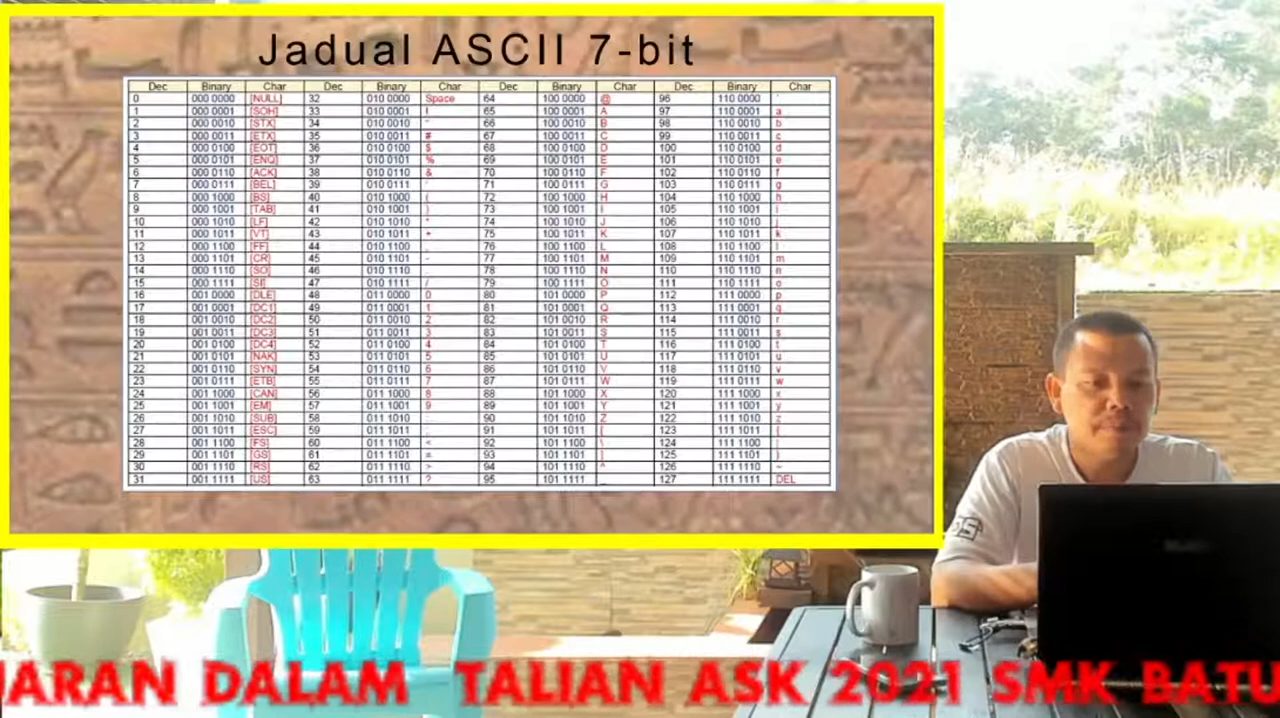 Jadual ASCII 7-bit
Dec Binary Char Dec Binary Char Dec Binary Char Dec Binary Char
0 000 0000 [NULL] 32 010 0000 Space 64 100 0000 @ 96 110 0000 `
1 000 0001 [SOH] 33 010 0001 ! 65 100 0001 A 97 110 0001 a
2 000 0010 [STX] 34 010 0010 " 66 100 0010 B 98 110 0010 b
3 000 0011 [ETX] 35 010 0011 # 67 100 0011 C 99 110 0011 c
4 000 0100 [EOT] 36 010 0100 $ 68 100 0100 D 100 110 0100 d
5 000 0101 [ENQ] 37 010 0101 % 69 100 0101 E 101 110 0101 e
6 000 0110 [ACK] 38 010 0110 & 70 100 0110 F 102 110 0110 f
7 000 0111 [BEL] 39 010 0111 ' 71 100 0111 G 103 110 0111 g
8 000 1000 [BS] 40 010 1000 ( 72 100 1000 H 104 110 1000 h
9 000 1001 [TAB] 41 010 1001 ) 73 100 1001 I 105 110 1001 i
10 000 1010 [LF] 42 010 1010 * 74 100 1010 J 106 110 1010 j
11 000 1011 [VT] 43 010 1011 + 75 100 1011 K 107 110 1011 k
12 000 1100 [FF] 44 010 1100 , 76 100 1100 L 108 110 1100 l
13 000 1101 [CR] 45 010 1101 - 77 100 1101 M 109 110 1101 m
14 000 1110 [SO] 46 010 1110 . 78 100 1110 N 110 110 1110 n
15 000 1111 [SI] 47 010 1111 / 79 100 1111 O 111 110 1111 o
16 001 0000 [DLE] 48 011 0000 0 80 101 0000 P 112 111 0000 p
17 001 0001 [DC1] 49 011 0001 1 81 101 0001 Q 113 111 0001 q
18 001 0010 [DC2] 50 011 0010 2 82 101 0010 R 114 111 0010 r
19 001 0011 [DC3] 51 011 0011 3 83 101 0011 S 115 111 0011 s
20 001 0100 [DC4] 52 011 0100 4 84 101 0100 T 116 111 0100 t
21 001 0101 [NAK] 53 011 0101 5 85 101 0101 U 117 111 0101 u
22 001 0110 [SYN] 54 011 0110 6 86 101 0110 V 118 111 0110 v
23 001 0111 [ETB] 55 011 0111 7 87 101 0111 W 119 111 0111 w
24 001 1000 [CAN] 56 011 1000 8 88 101 1000 X 120 111 1000 x
25 001 1001 [EM] 57 011 1001 9 89 101 1001 Y 121 111 1001 y
26 001 1010 [SUB] 58 011 1010 : 90 101 1010 Z 122 111 1010 z
27 001 1011 [ESC] 59 011 1011 ; 91 101 1011 [ 123 111 1011 {
28 001 1100 [FS] 60 011 1100 < 92 101 1100 \ 124 111 1100 |
29 001 1101 [GS] 61 011 1101 = 93 101 1101 ] 125 111 1101 }
30 001 1110 [RS] 62 011 1110 > 94 101 1110 ^ 126 111 1110 ~
31 001 1111 [US] 63 011 1111 ? 95 101 1111 _ 127 111 1111 DEL
JARAN DALAM TALIAN ASK 2021 SMK BATU